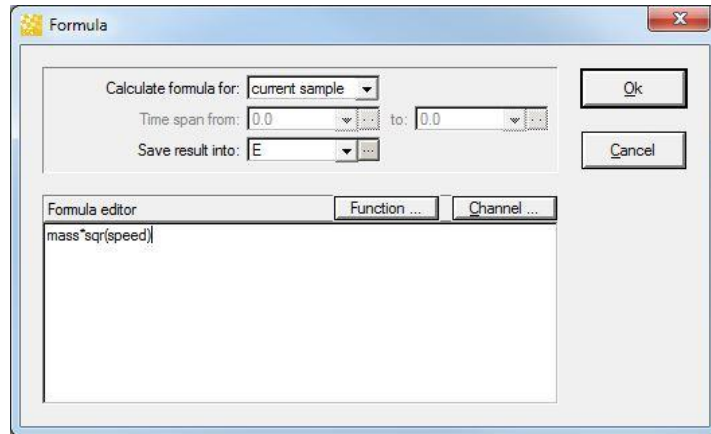 Formula
Calculate formula for: current sample
Ok
Time span from: 0.0 .. to: 0.0 ..
Save result into: E ...
Cancel
Formula editor Function ... Channel ...
mass*sqr(speed)